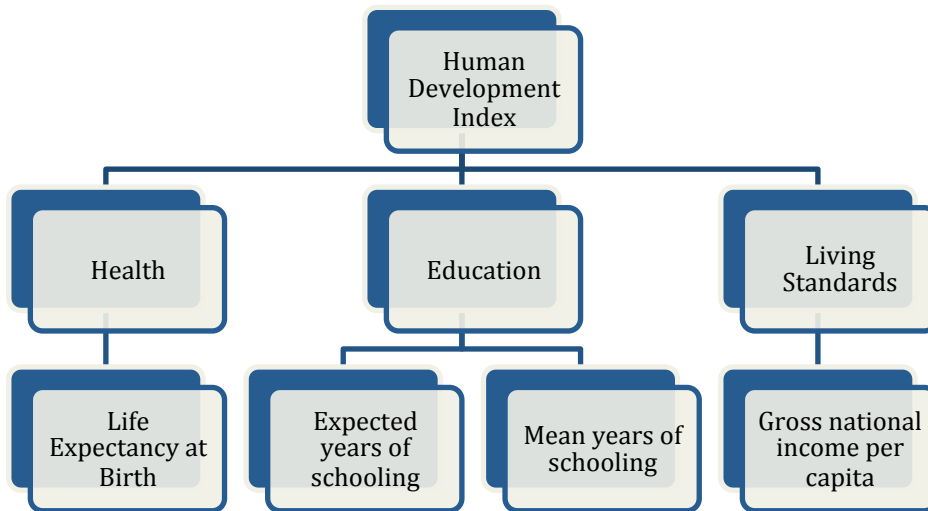 Human
Development
Index
Health
Education
Living
Standards
Life
Expectancy at
Birth
Expected
years of
schooling
Mean years of
schooling
Gross national
income per
capita